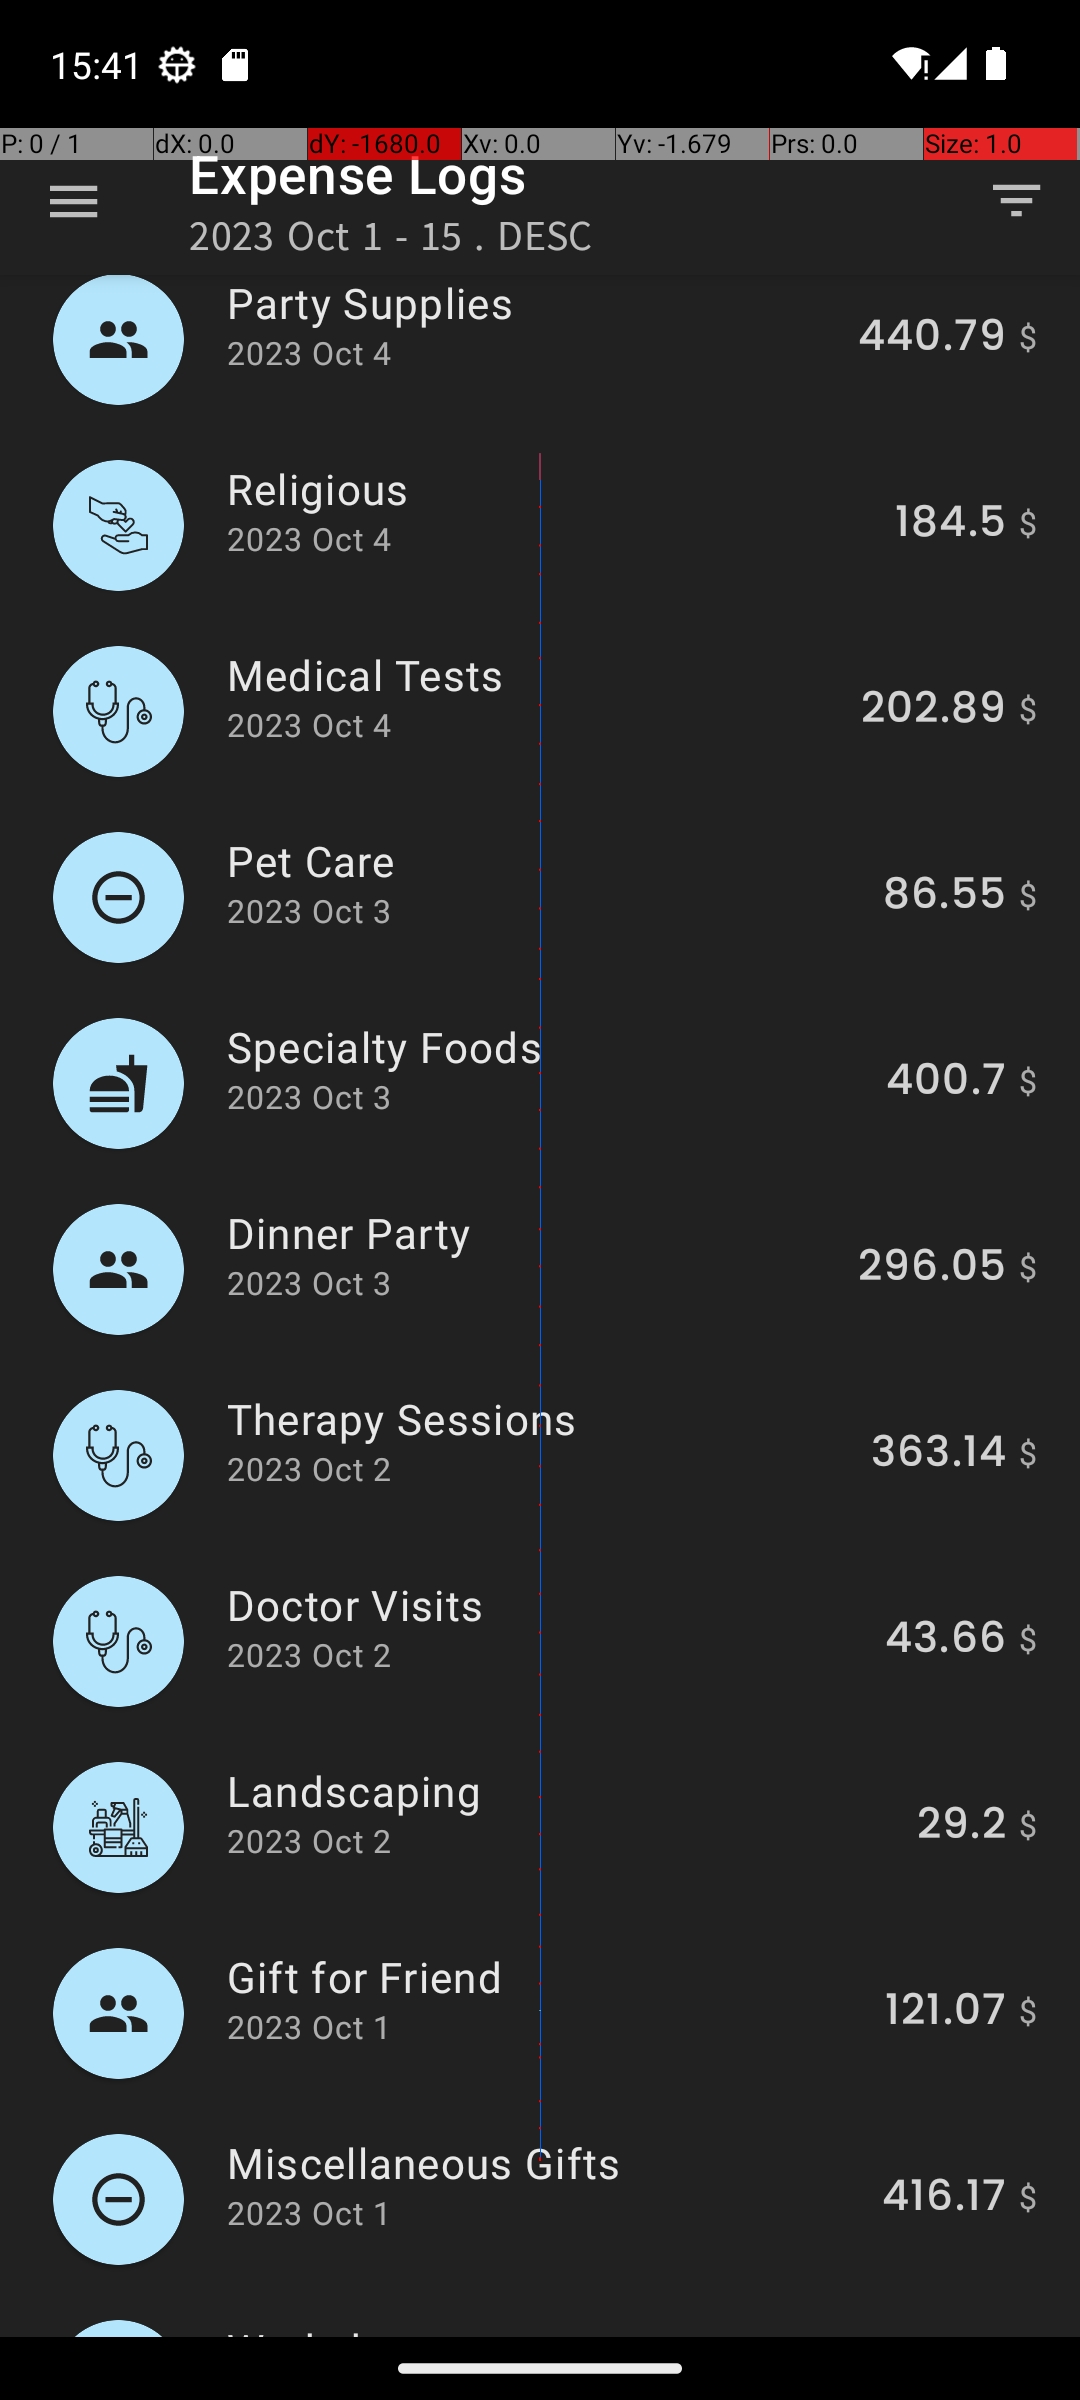 15:41
P: 0 / 1 dX: 0.0 dY: -1680.0 Xv: 0.0 Yv: -1.679 Prs: 0.0 Size: 1.0
Expense Logs
2023 Oct 1 - 15 . DESC
Party Supplies
2023 Oct 4
440.79 $
Religious
2023 Oct 4
184.5 $
Medical Tests
2023 Oct 4
202.89 $
Pet Care
2023 Oct 3
86.55 $
Specialty Foods
2023 Oct 3
400.7 $
Dinner Party
2023 Oct 3
296.05 $
Therapy Sessions
2023 Oct 2
363.14 $
Doctor Visits
2023 Oct 2
43.66 $
Landscaping
2023 Oct 2
29.2 $
Gift for Friend
2023 Oct 1
121.07 $
Miscellaneous Gifts
2023 Oct 1
416.17 $